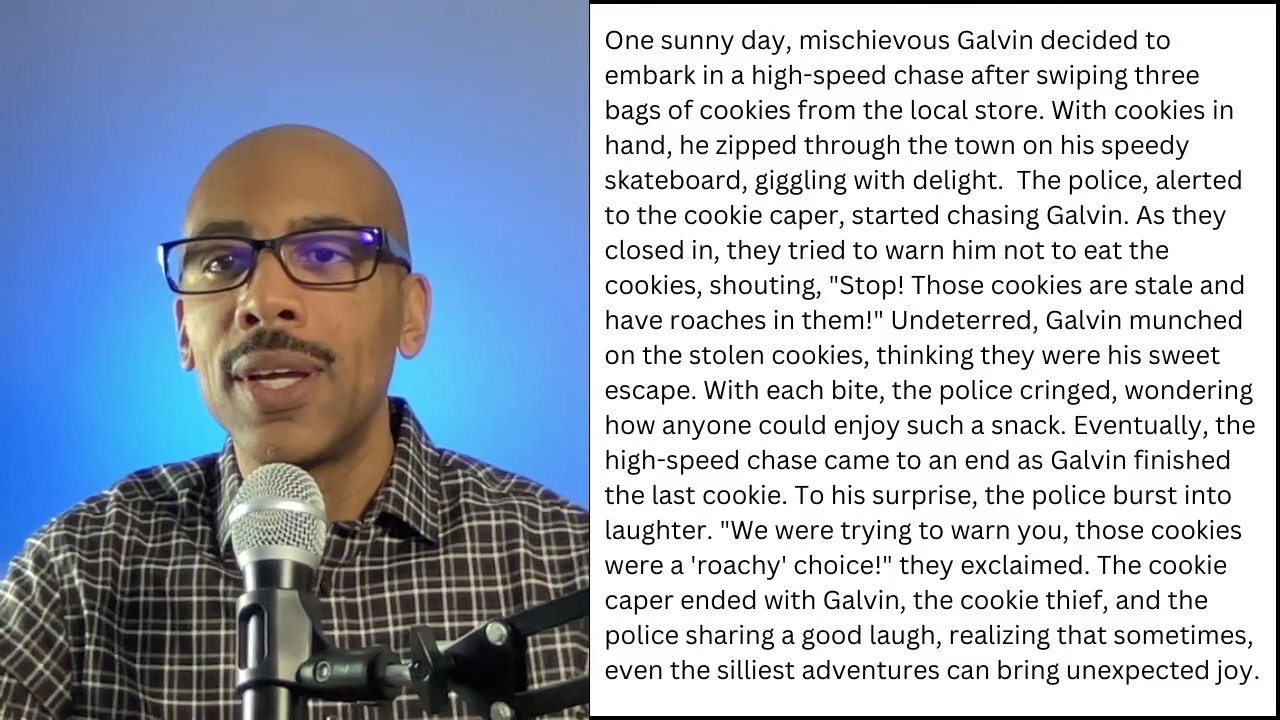 One sunny day, mischievous Galvin decided to
embark in a high-speed chase after swiping three
bags of cookies from the local store. With cookies in
hand, he zipped through the town on his speedy
skateboard, giggling with delight.  The police, alerted
to the cookie caper, started chasing Galvin. As they
closed in, they tried to warn him not to eat the
cookies, shouting, "Stop! Those cookies are stale and
have roaches in them!" Undeterred, Galvin munched
on the stolen cookies, thinking they were his sweet
escape. With each bite, the police cringed, wondering
how anyone could enjoy such a snack. Eventually, the
high-speed chase came to an end as Galvin finished
the last cookie. To his surprise, the police burst into
laughter. "We were trying to warn you, those cookies
were a 'roachy' choice!" they exclaimed. The cookie
caper ended with Galvin, the cookie thief, and the
police sharing a good laugh, realizing that sometimes,
even the silliest adventures can bring unexpected joy.